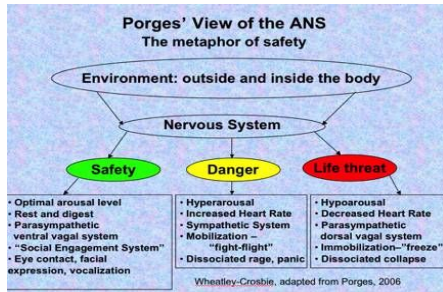 Porges' View of the ANS
The metaphor of safety
Environment: outside and inside the body
Nervous System
Safety
Danger
Life threat
• Optimal arousal level
• Rest and digest
• Parasympathetic
ventral vagal system
• “Social Engagement System”
• Eye contact, facial
expression, vocalization
• Hyperarousal
• Increased Heart Rate
• Sympathetic System
• Mobilization –
“fight-flight”
• Dissociated rage, panic
• Hypoarousal
• Decreased Heart Rate
• Parasympathetic
dorsal vagal system
• Immobilization–“freeze”
• Dissociated collapse
Wheatley-Crosbie, adapted from Porges, 2006